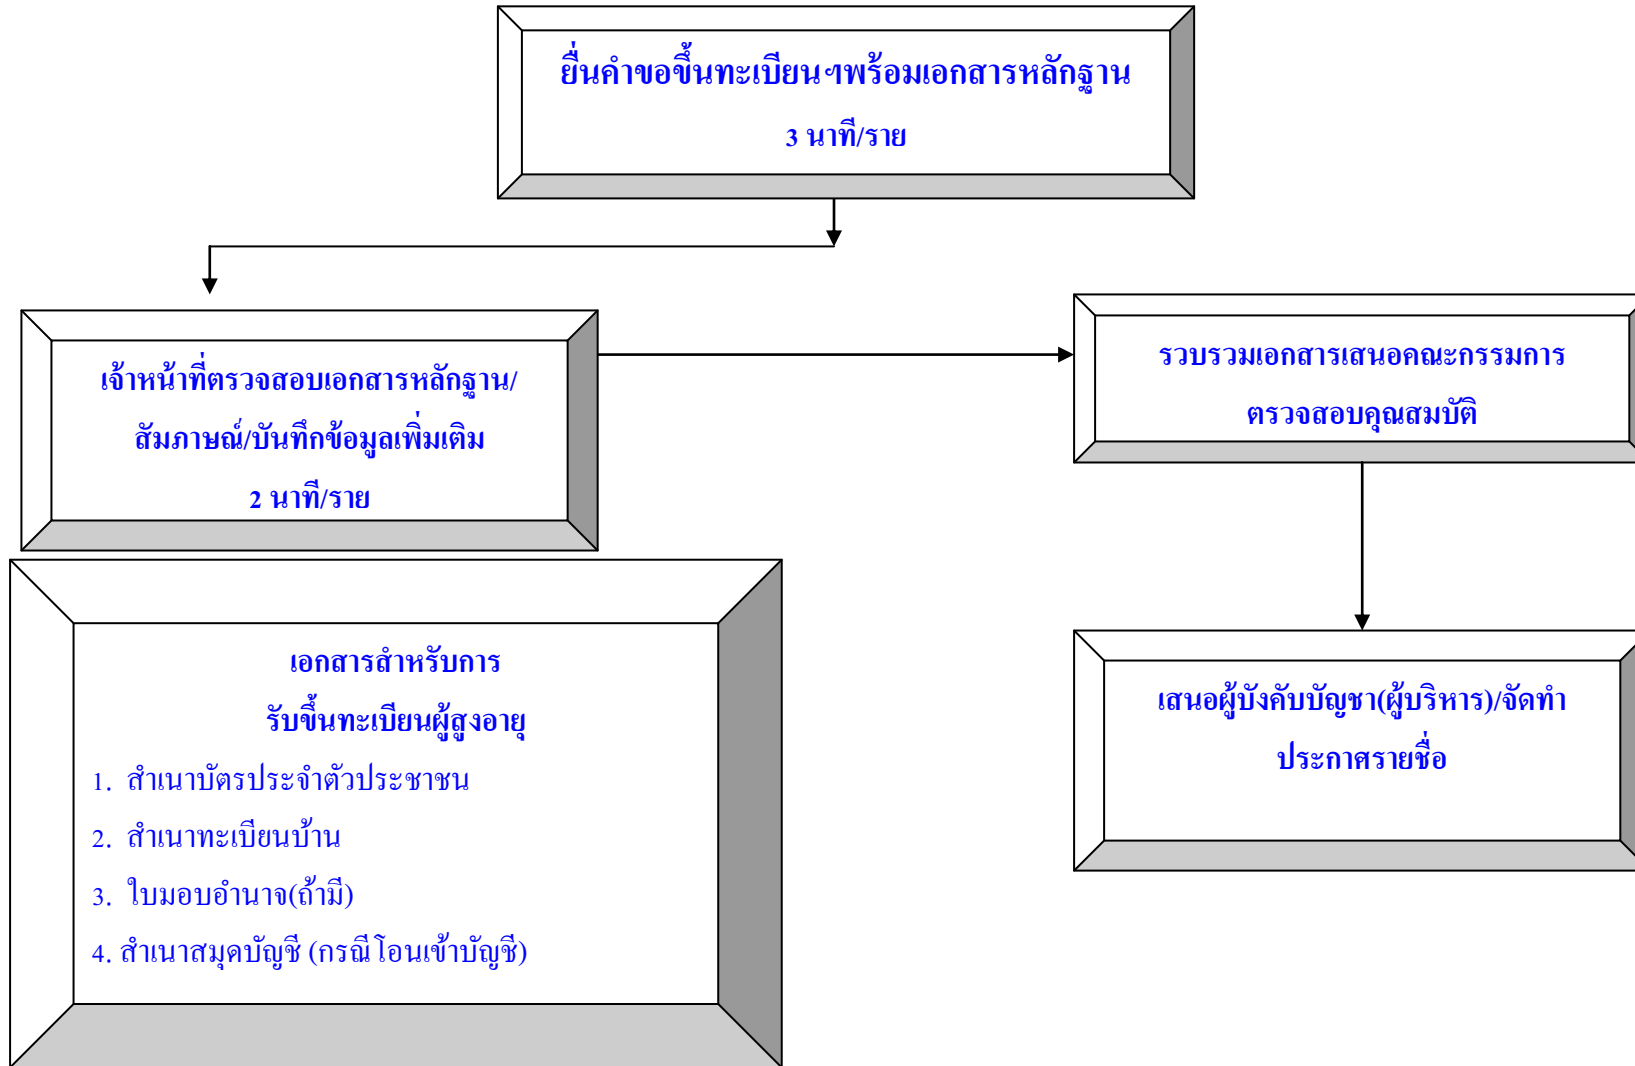 ยื่นคำขอขึ้นทะเบียนฯพร้อมเอกสารหลักฐาน
3 นาที/ราย
เจ้าหน้าที่ตรวจสอบเอกสารหลักฐาน/
สัมภาษณ์/บันทึกข้อมูลเพิ่มเติม
2 นาที/ราย
รวบรวมเอกสารเสนอคณะกรรมการ
ตรวจสอบคุณสมบัติ
เสนอผู้บังคับบัญชา(ผู้บริหาร)/จัดทำ
ประกาศรายชื่อ
เอกสารสำหรับการ
รับขึ้นทะเบียนผู้สูงอายุ
1. สำเนาบัตรประจำตัวประชาชน
2. สำเนาทะเบียนบ้าน
3. ใบมอบอำนาจ(ถ้ามี)
4. สำเนาสมุดบัญชี (กรณีโอนเข้าบัญชี)